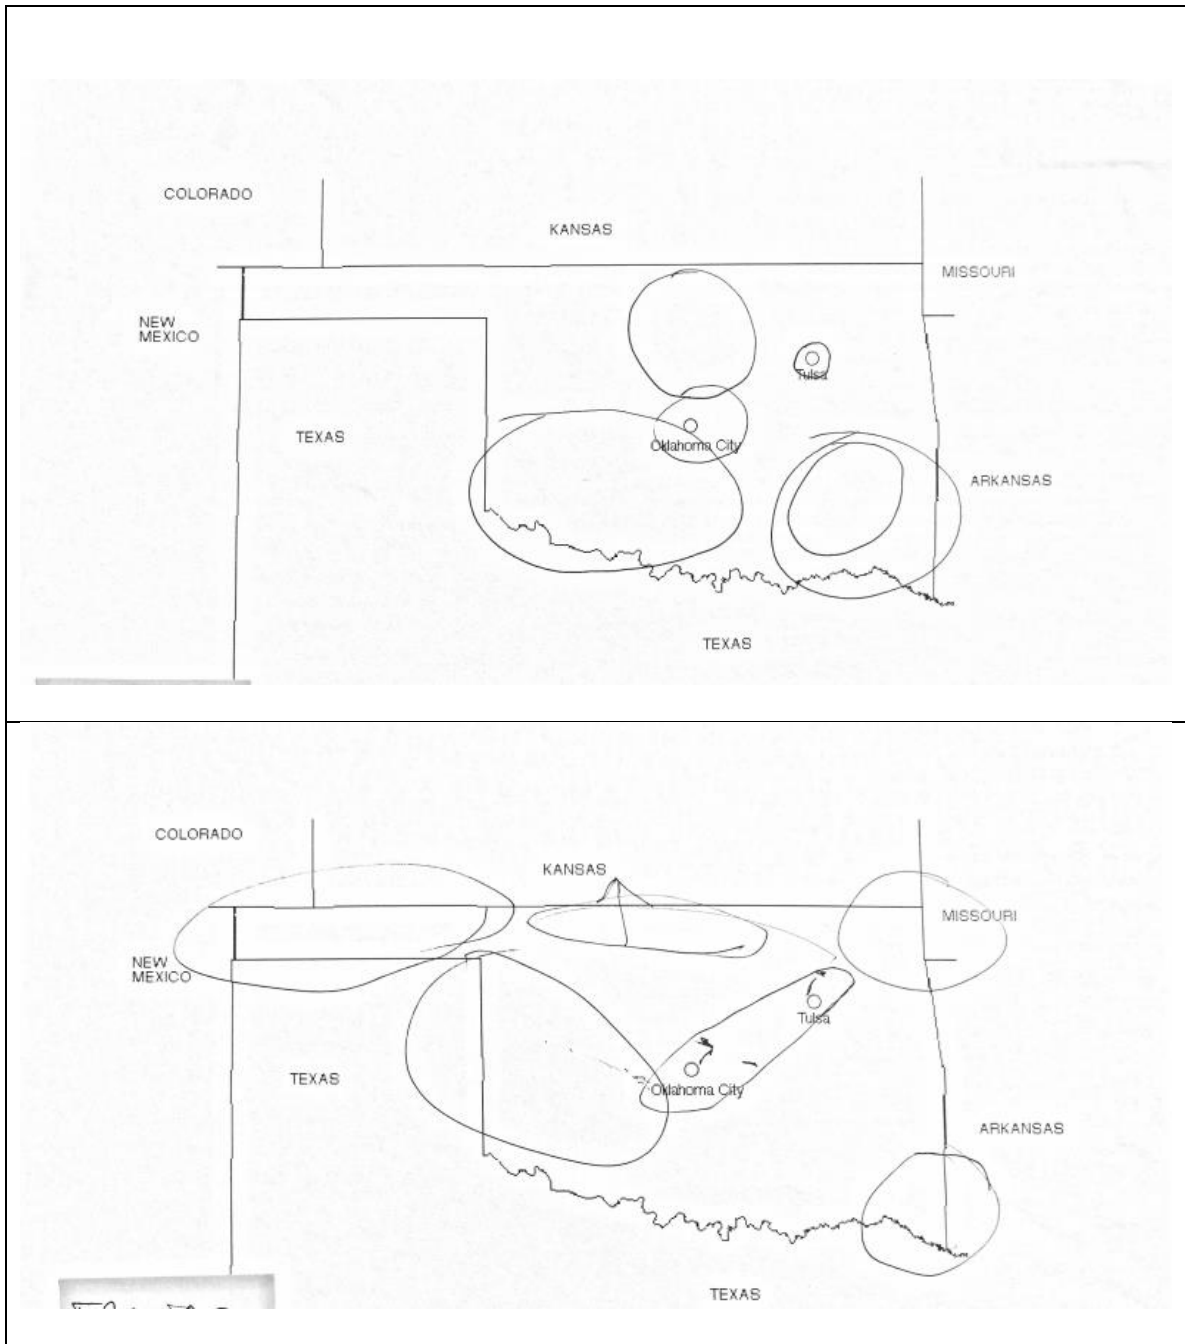 COLORADO
KANSAS
MISSOURI
NEW
MEXICO
Tulsa
TEXAS
Oklahoma City
ARKANSAS
TEXAS
COLORADO
KANSAS
MISSOURI
NEW
MEXICO
Tulsa
TEXAS
Oklahoma City
ARKANSAS
TEXAS